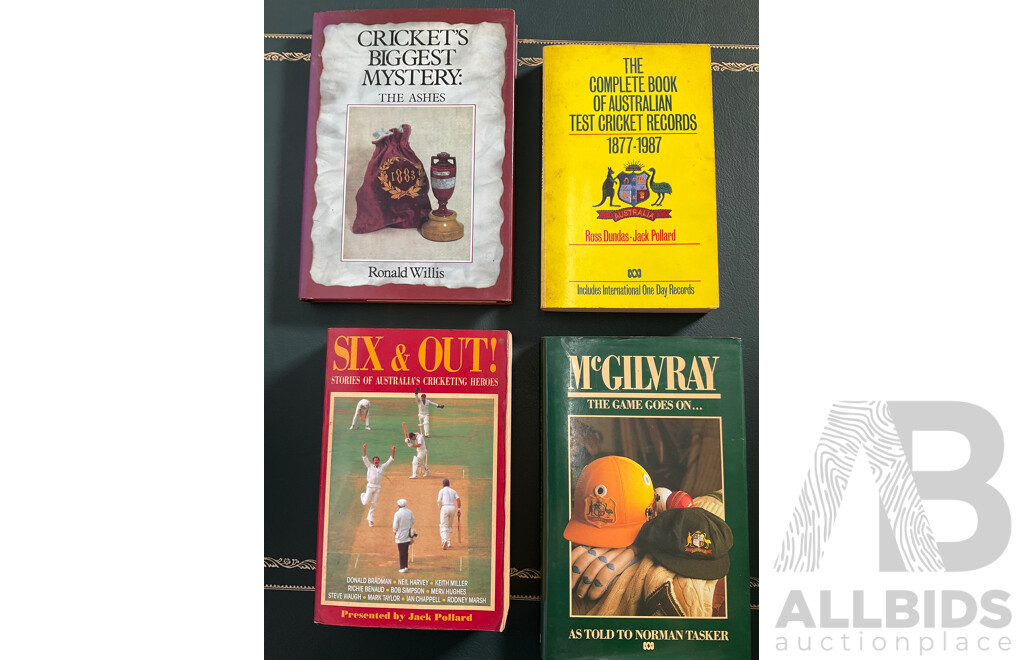 CRICKET'S
BIGGEST
MYSTERY:
THE ASHES
1883
Ronald Willis
THE
COMPLETE BOOK
OF AUSTRALIAN
TEST CRICKET RECORDS
1877-1987
AUSTRALIA
Ross Dundas · Jack Pollard
Includes International One Day Records
SIX & OUT!
STORIES OF AUSTRALIA'S CRICKETING HEROES
DONALD BRADMAN • NEIL HARVEY • KEITH MILLER
RICHIE BENAUD • BOB SIMPSON • MERV HUGHES
STEVE WAUGH • MARK TAYLOR • IAN CHAPPELL • RODNEY MARSH
Presented by Jack Pollard
McGILVRAY
THE GAME GOES ON...
AS TOLD TO NORMAN TASKER
AB
ALLBIDS
auctionplace